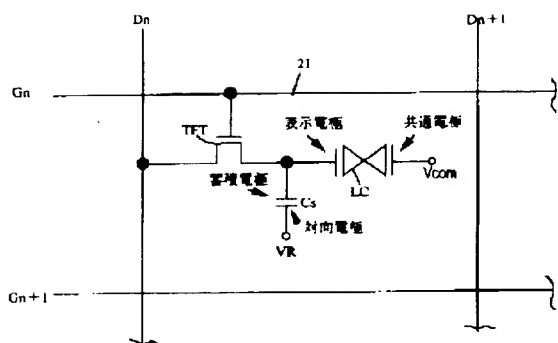 Dn
Dn+1
21
Gn
TFT
表示電極
共通電極
LC
Vcom
蓄積電極
Cs
対向電極
VR
Gn+1